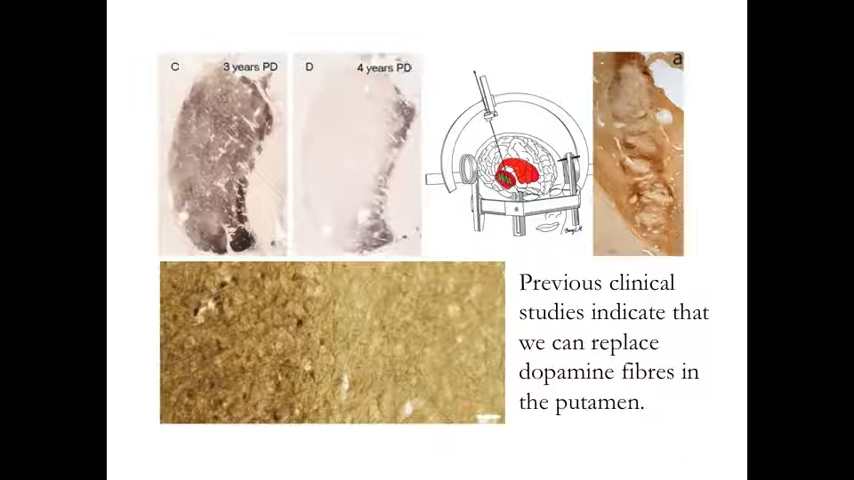 C 3 years PD D 4 years PD
a
Previous clinical
studies indicate that
we can replace
dopamine fibres in
the putamen.